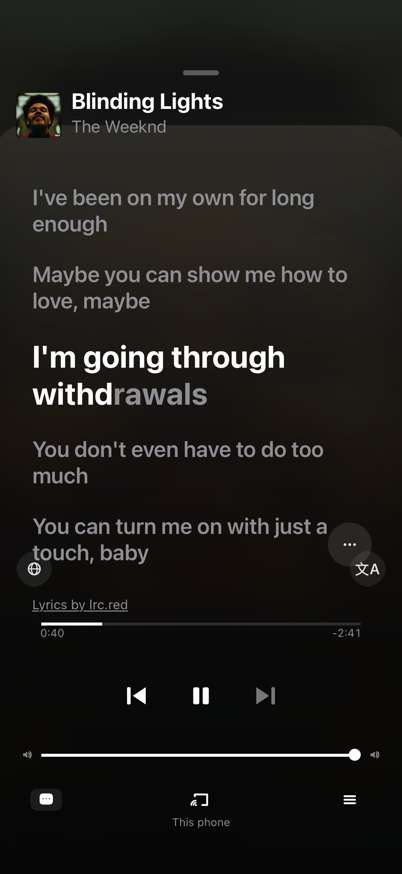 Blinding Lights
The Weeknd
I've been on my own for long
enough
Maybe you can show me how to
love, maybe
I'm going through
withdrawals
You don't even have to do too
much
You can turn me on with just a
touch, baby
文A
Lyrics by lrc.red
0:40
-2:41
This phone